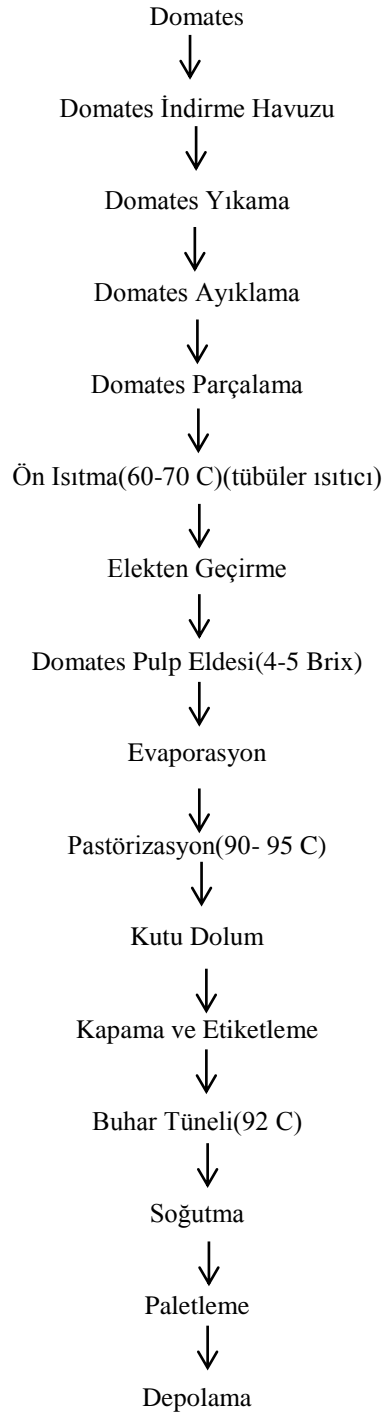 Domates
Domates İndirme Havuzu
Domates Yıkama
Domates Ayıklama
Domates Parçalama
Ön Isıtma(60-70 C)(tübüler ısıtıcı)
Elekten Geçirme
Domates Pulp Eldesi(4-5 Brix)
Evaporasyon
Pastörizasyon(90- 95 C)
Kutu Dolum
Kapama ve Etiketleme
Buhar Tüneli(92 C)
Soğutma
Paletleme
Depolama